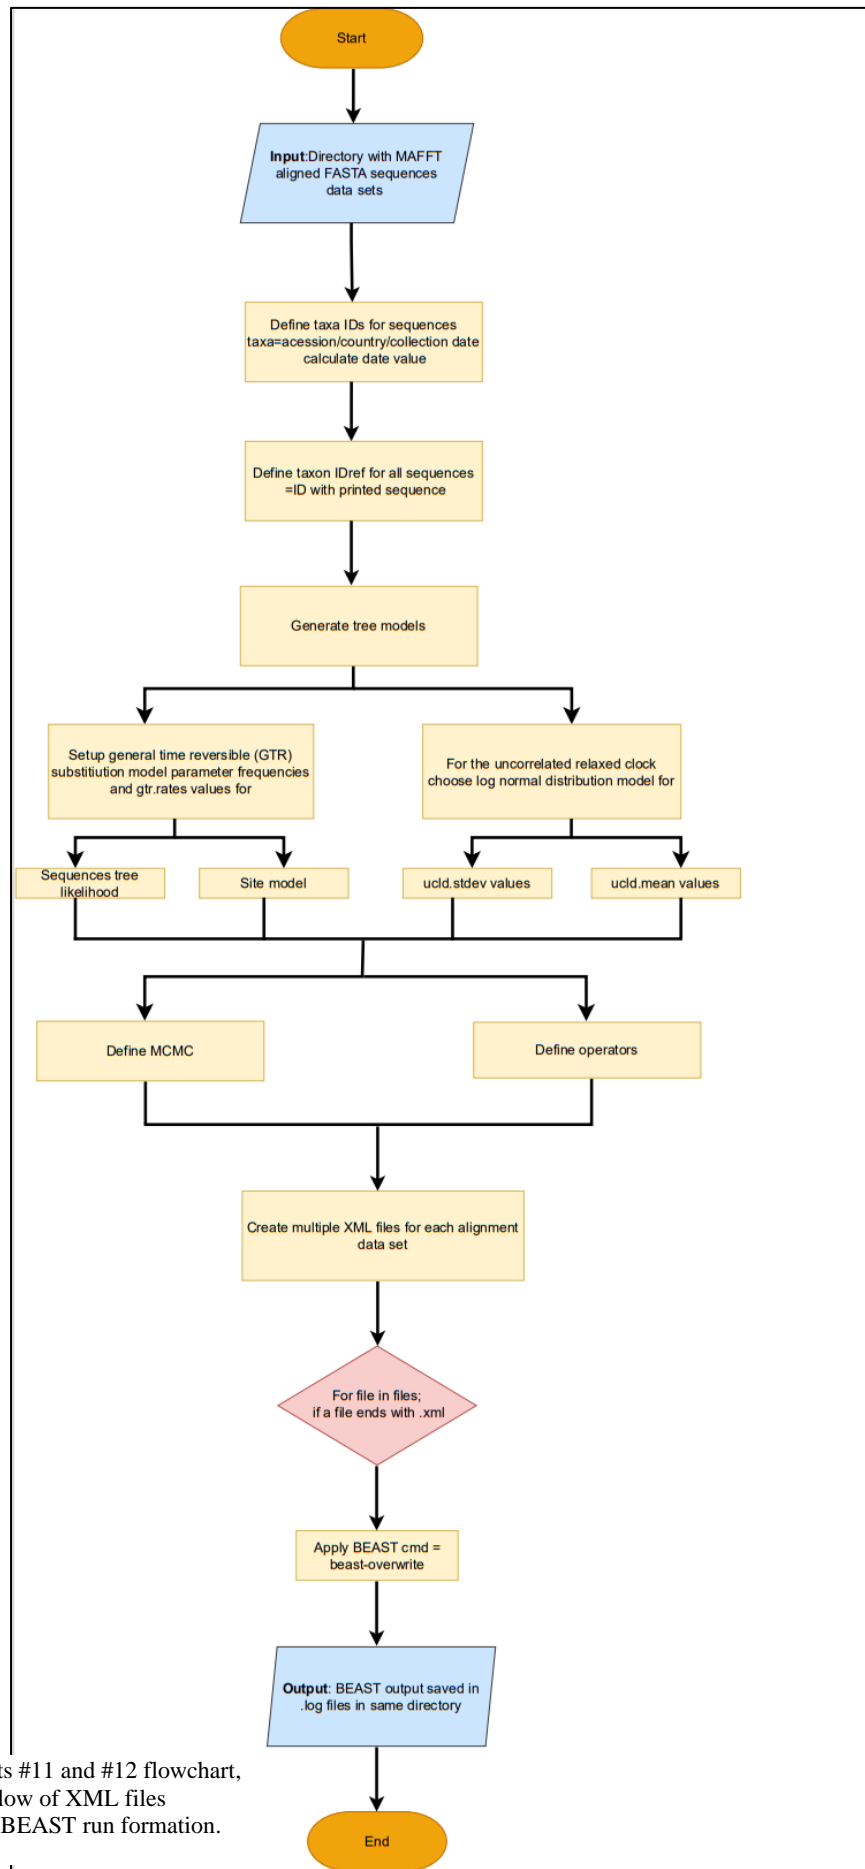 Start
Input:Directory with MAFFT
aligned FASTA sequences
data sets
Define taxa IDs for sequences
taxa=acession/country/collection date
calculate date value
Define taxon IDref for all sequences
=ID with printed sequence
Generate tree models
Setup general time reversible (GTR)
substitiution model parameter frequencies
and gtr.rates values for
For the uncorrelated relaxed clock
choose log normal distribution model for
Sequences tree
likelihood
Site model
ucld.stdev values
ucld.mean values
Define MCMC
Define operators
Create multiple XML files for each alignment
data set
For file in files;
if a file ends with .xml
Apply BEAST cmd =
beast-overwrite
Output: BEAST output saved in
.log files in same directory
#11 and #12 flowchart,
of XML files
BEAST run formation.
End